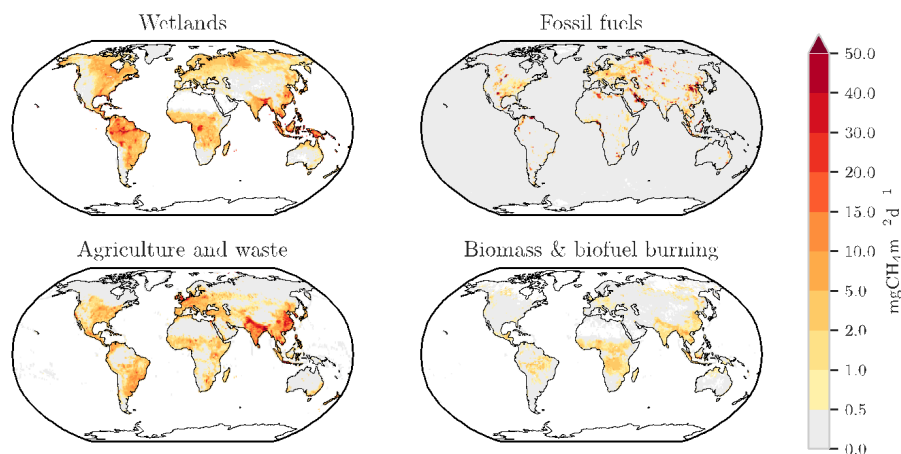 Wetlands
Fossil fuels
Agriculture and waste
Biomass & biofuel burning
50.0
40.0
30.0
20.0
15.0
10.0
5.0
2.0
1.0
0.5
0.0
mgCH₄m ²d ¹